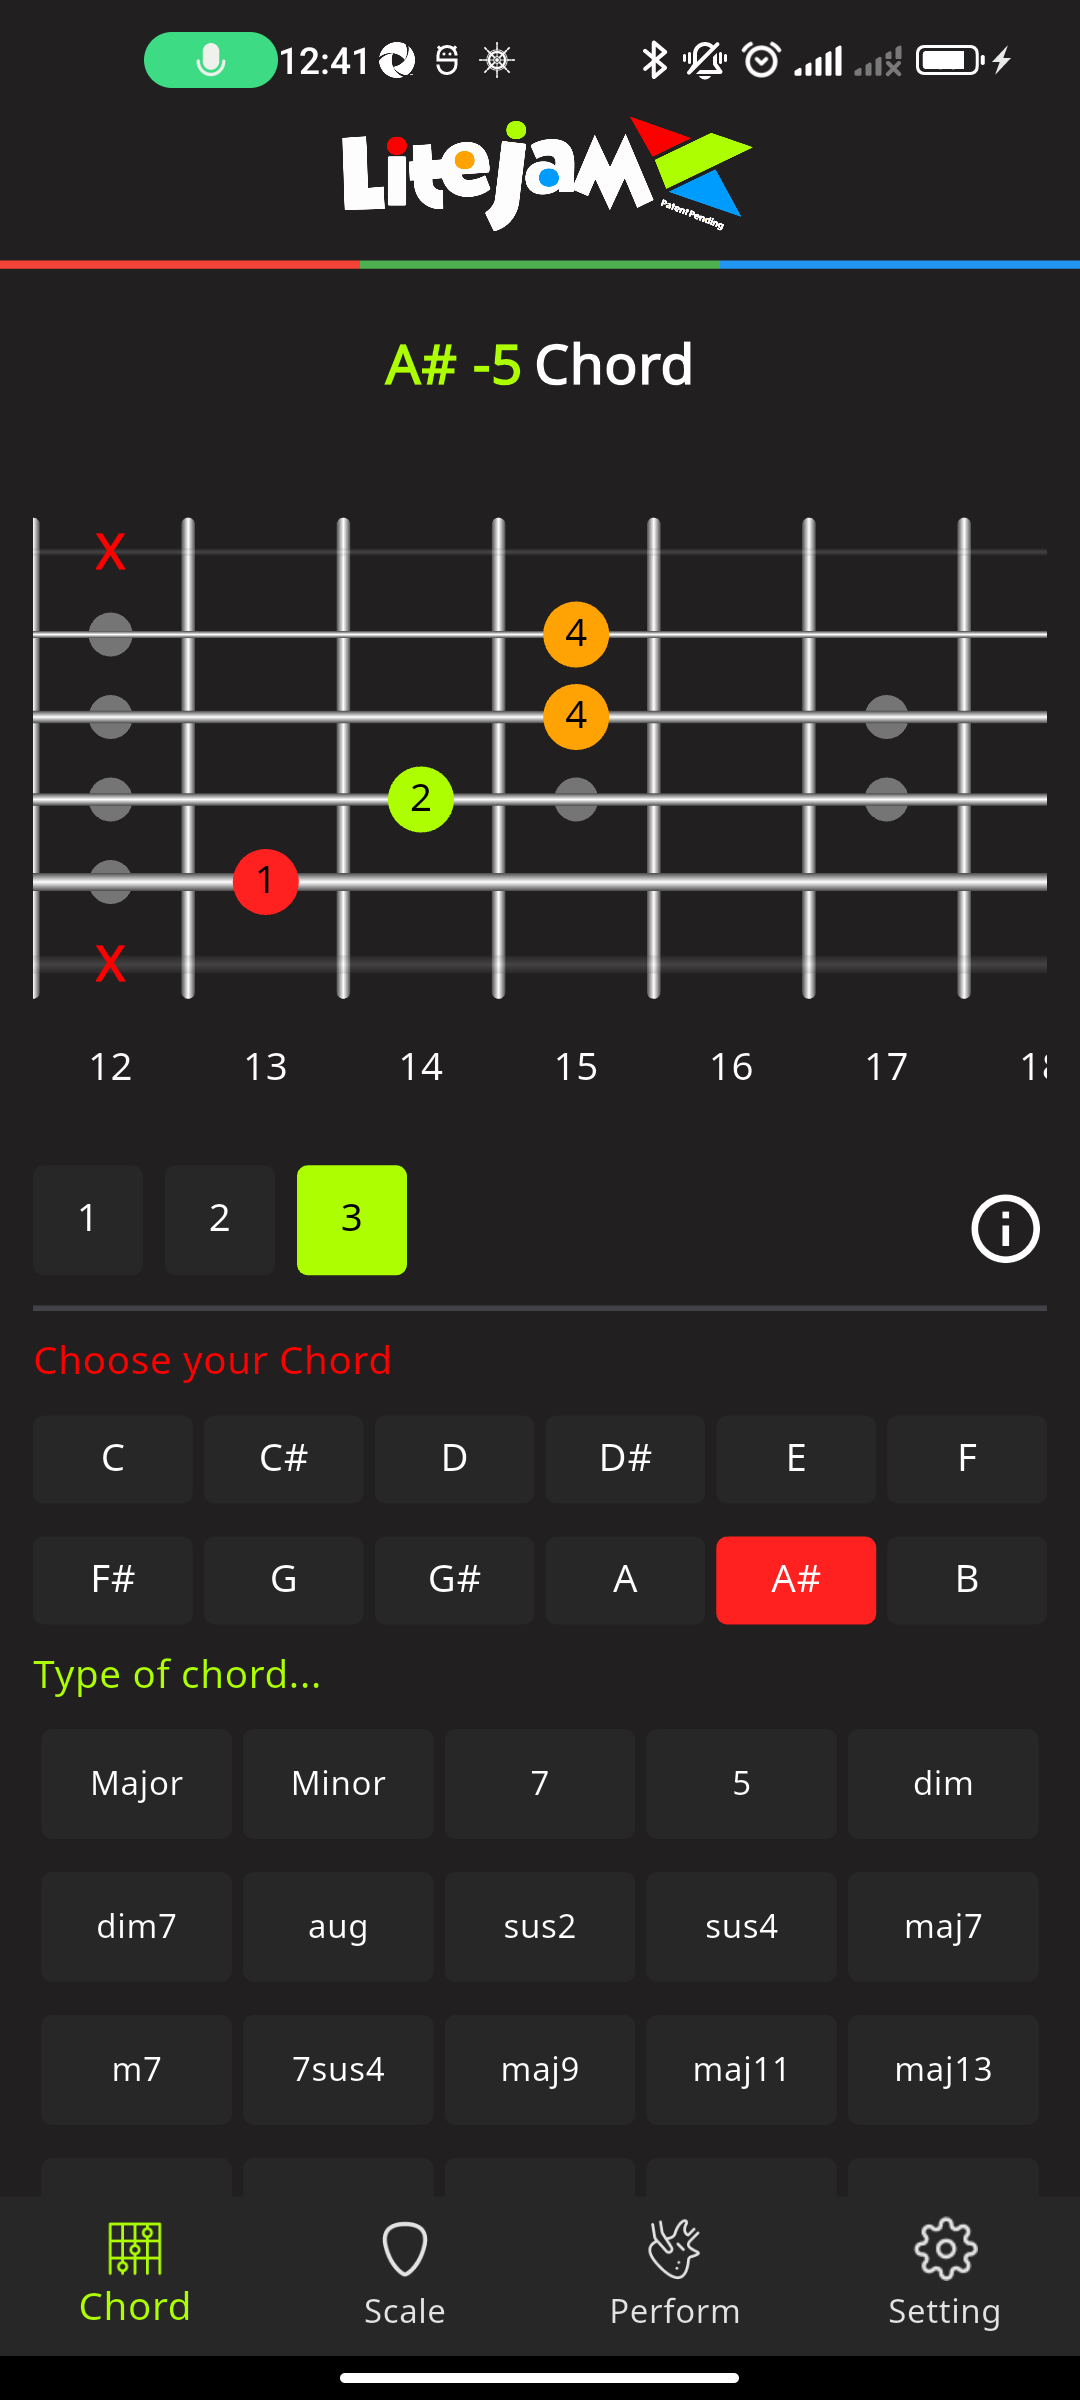 12:41
Litejam
Patent Pending
A# -5 Chord
X
4
4
2
1
X
12 13 14 15 16 17
1 2 3
Choose your Chord
C C# D D# E F
F# G G# A A# B
Type of chord...
Major Minor 7 5 dim
dim7 aug sus2 sus4 maj7
m7 7sus4 maj9 maj11 maj13
Chord Scale Perform Setting